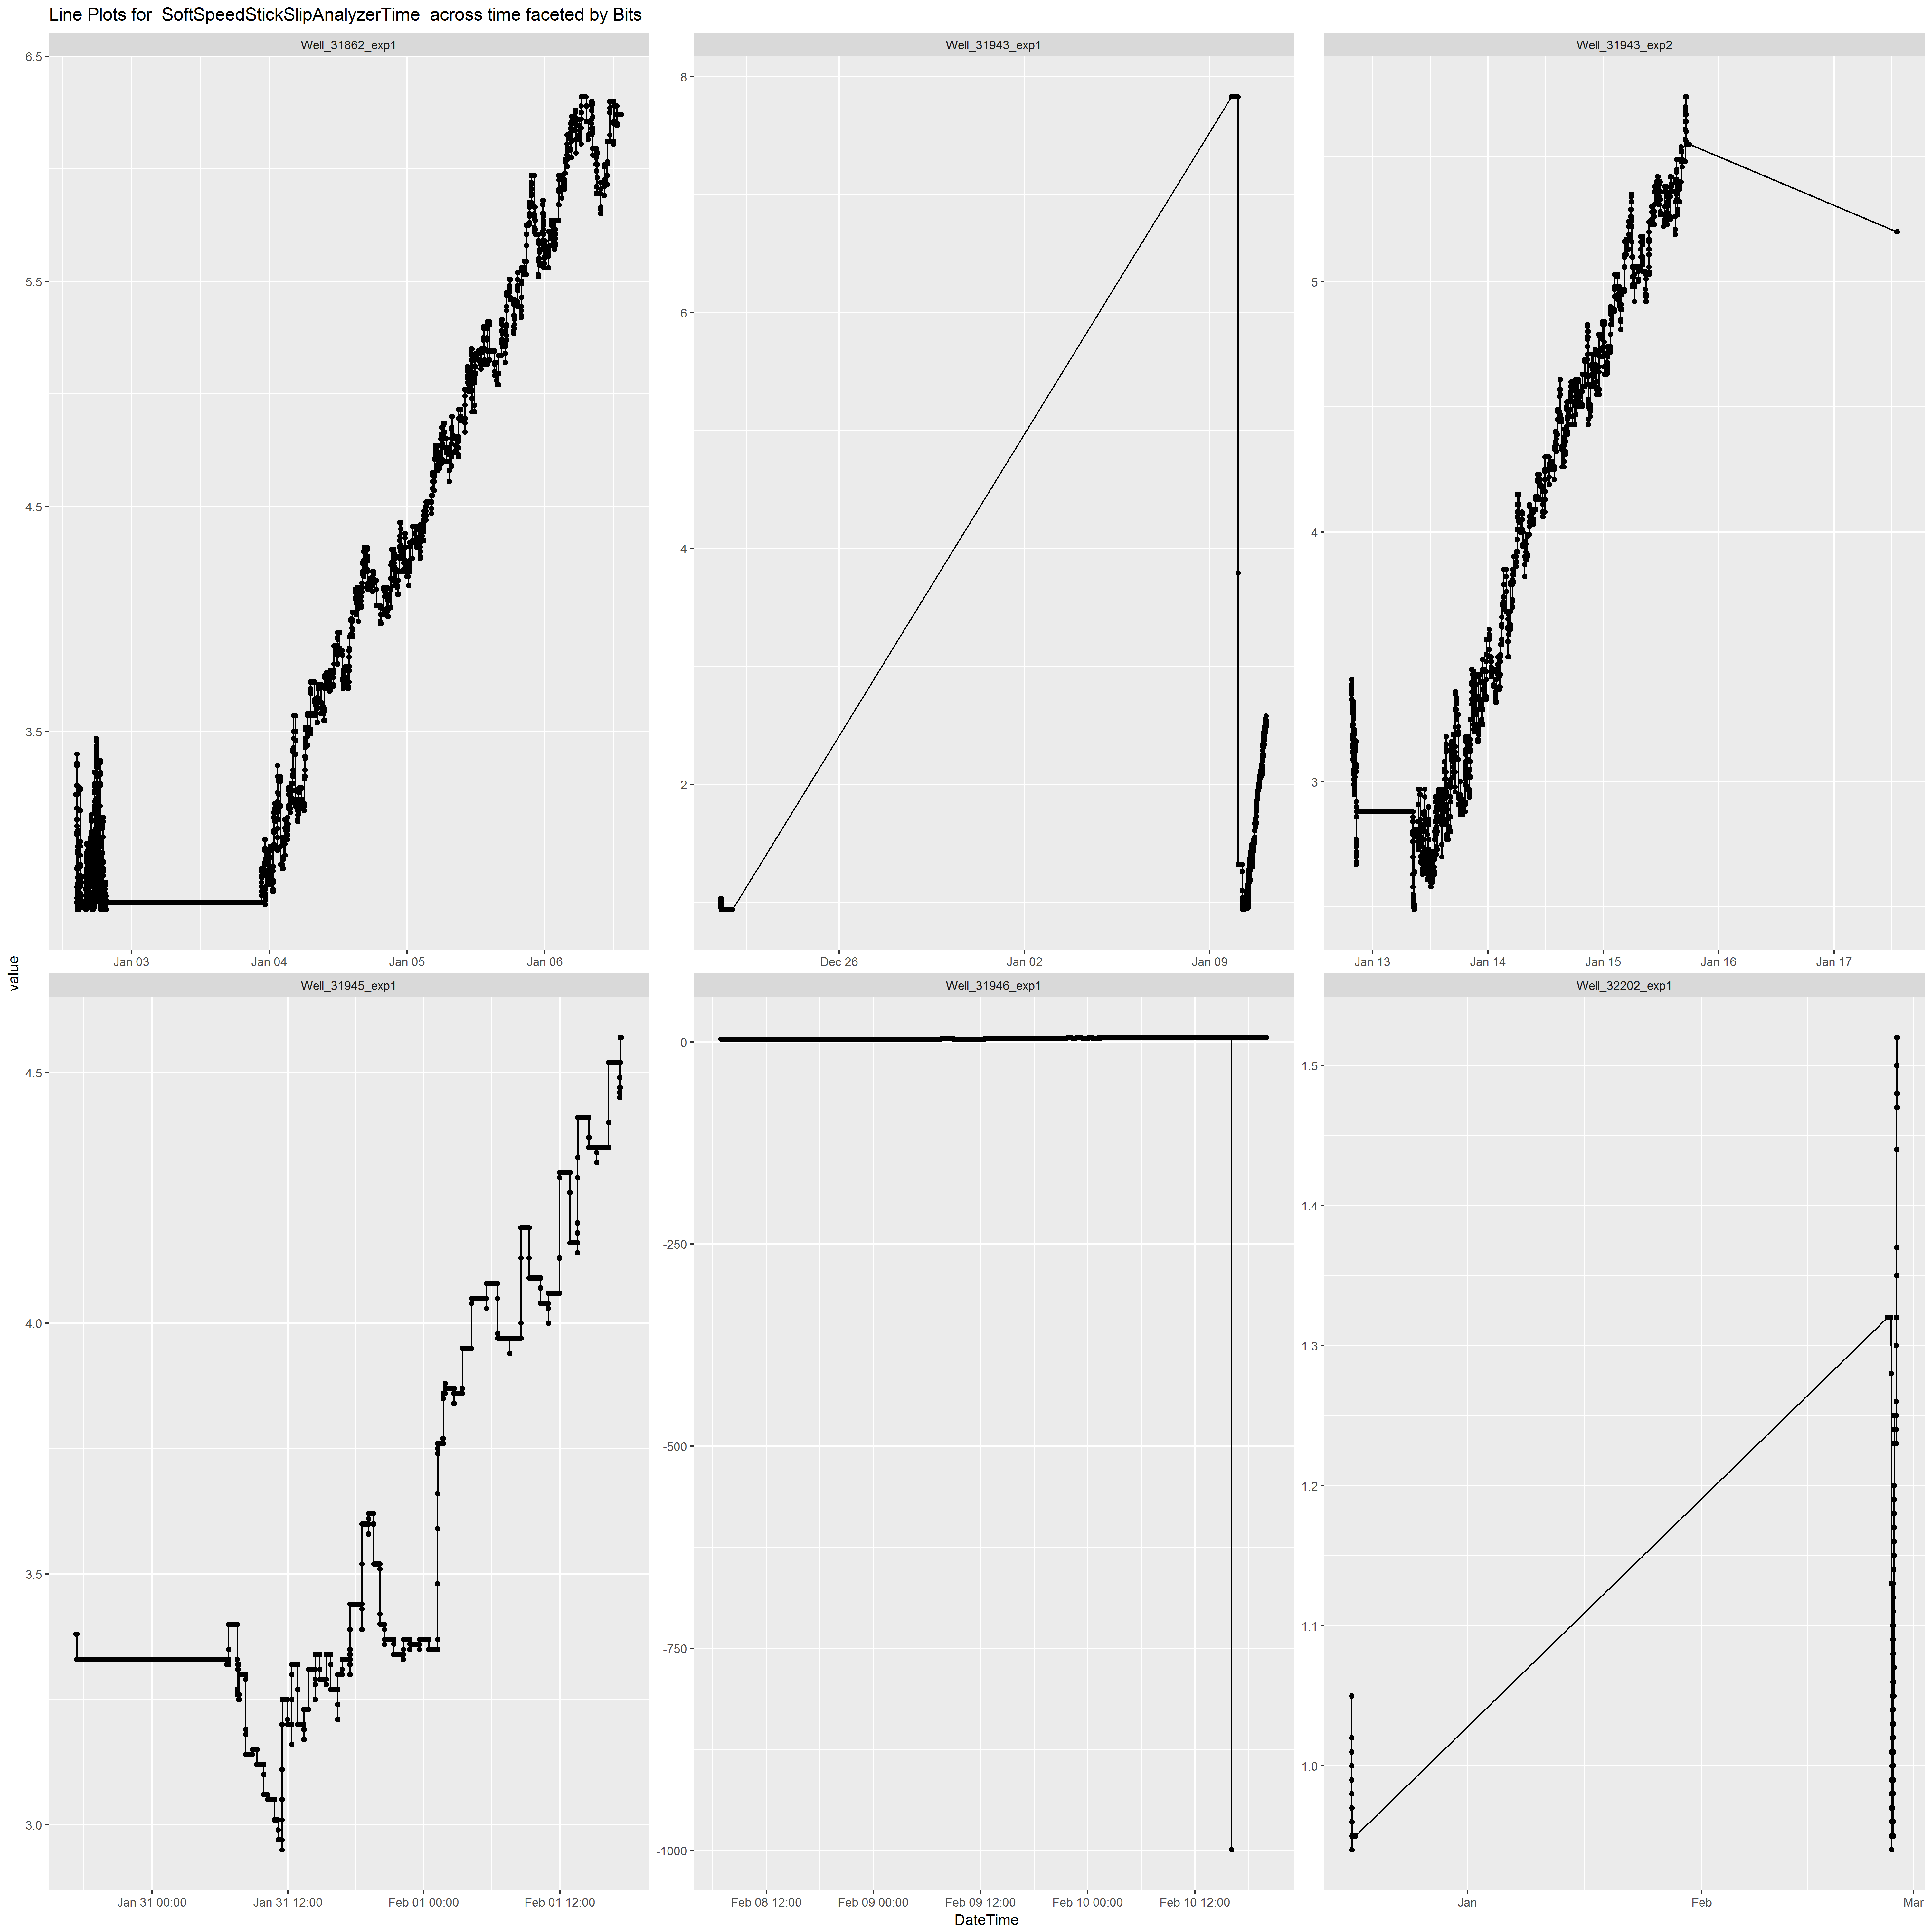 Line Plots for  SoftSpeedStickSlipAnalyzerTime  across time faceted by Bits
Well_31862_exp1
Well_31943_exp1
Well_31943_exp2
6.5
5.5
4.5
3.5
Jan 03 Jan 04 Jan 05 Jan 06
8
6
4
2
Dec 26 Jan 02 Jan 09
5
4
3
Jan 13 Jan 14 Jan 15 Jan 16 Jan 17
value
Well_31945_exp1
Well_31946_exp1
Well_32202_exp1
4.5
4.0
3.5
3.0
Jan 31 00:00 Jan 31 12:00 Feb 01 00:00 Feb 01 12:00
0
-250
-500
-750
-1000
Feb 08 12:00 Feb 09 00:00 Feb 09 12:00 Feb 10 00:00 Feb 10 12:00
1.5
1.4
1.3
1.2
1.1
1.0
Jan Feb Mar
DateTime